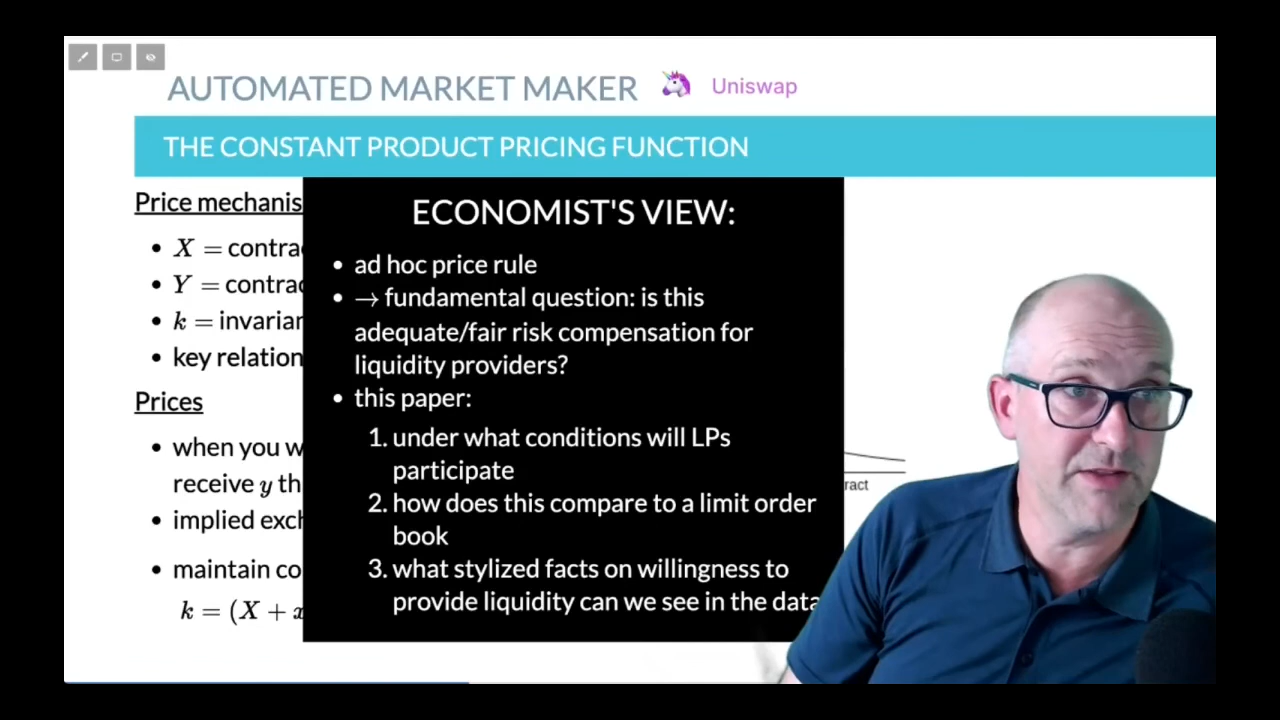 AUTOMATED MARKET MAKER Uniswap
THE CONSTANT PRODUCT PRICING FUNCTION
Price mechanis
• X = contra
• Y = contrac
• k = invarian
• key relation
Prices
• when you w
receive y th
• implied exch
• maintain co
k = (X + x
ECONOMIST'S VIEW:
• ad hoc price rule
• → fundamental question: is this
adequate/fair risk compensation for
liquidity providers?
• this paper:
1. under what conditions will LPs
participate
2. how does this compare to a limit order
book
3. what stylized facts on willingness to
provide liquidity can we see in the data
ract